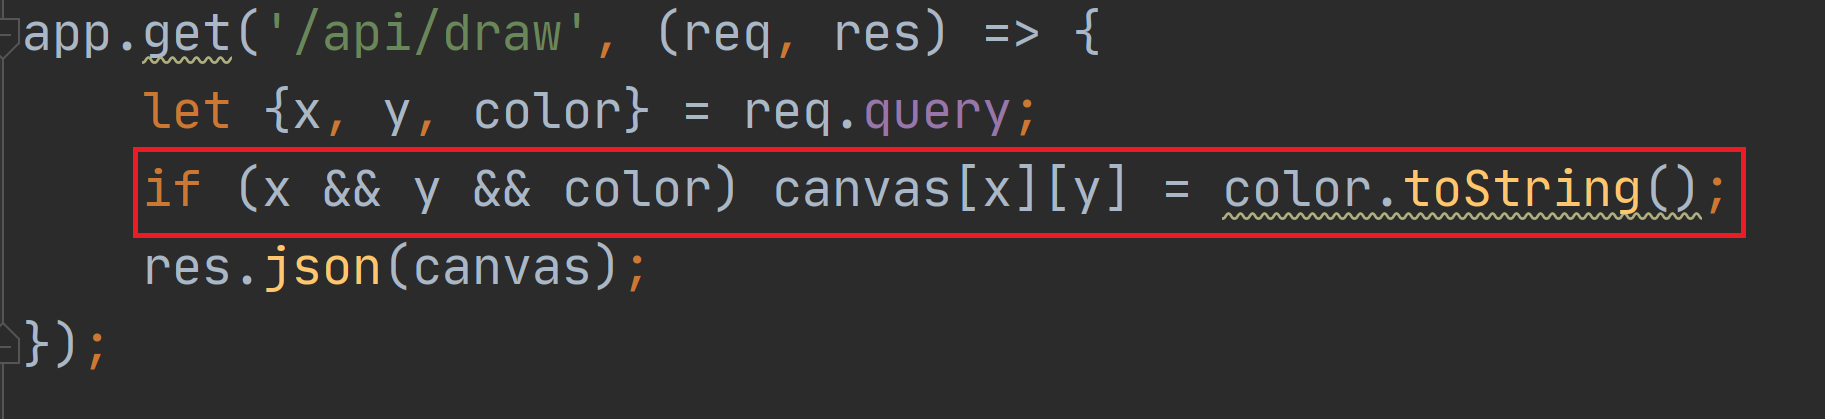 app.get('/api/draw', (req, res) => {
    let {x, y, color} = req.query;
    if (x && y && color) canvas[x][y] = color.toString();
    res.json(canvas);
});